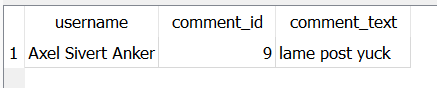 username comment_id comment_text
1 Axel Sivert Anker 9 lame post yuck